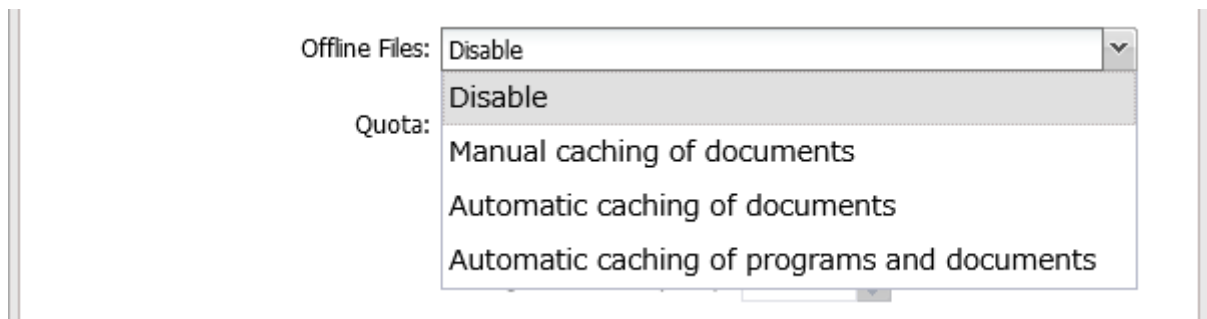 Offline Files: Disable
Disable
Quota:
Manual caching of documents
Automatic caching of documents
Automatic caching of programs and documents